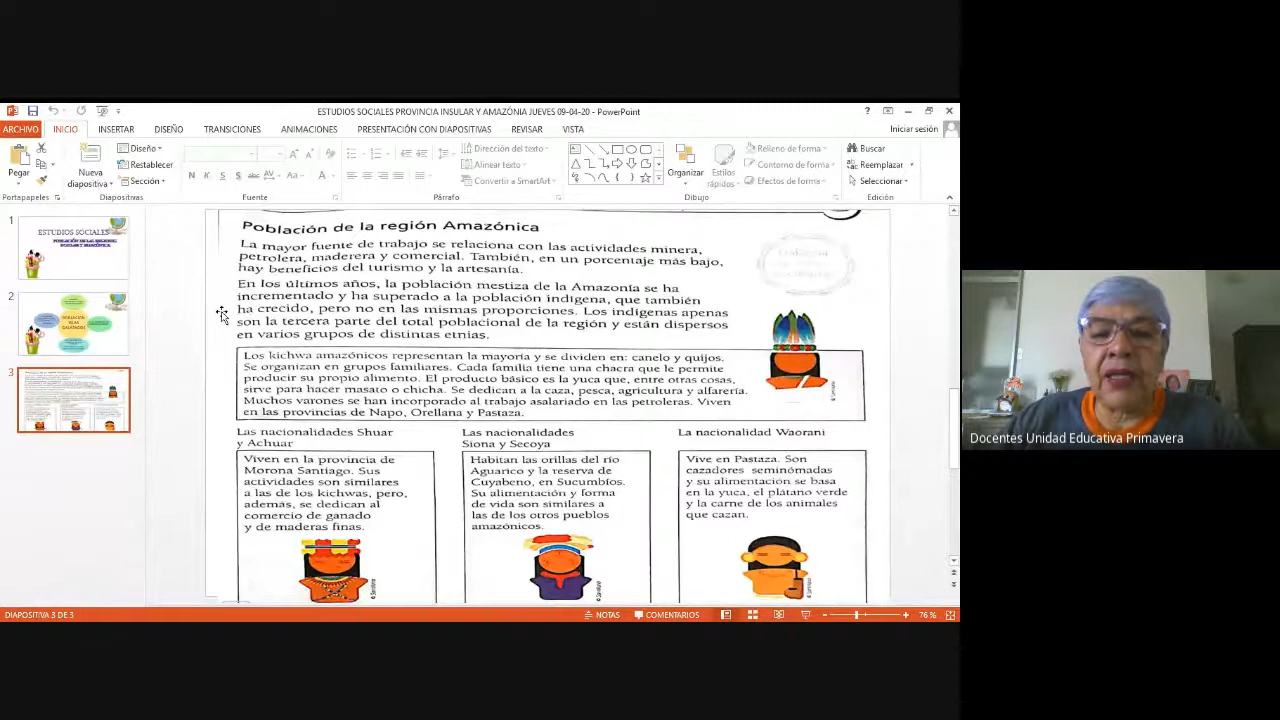 ESTUDIOS SOCIALES PROVINCIA INSULAR Y AMAZÓNIA JUEVES 09-04-20 - PowerPoint
ARCHIVO INICIO INSERTAR DISEÑO TRANSICIONES ANIMACIONES PRESENTACIÓN CON DIAPOSITIVAS REVISAR VISTA Iniciar sesión
Pegar
Nueva
diapositiva
Diseño
Restablecer
Sección
N K S S abc AV Aa A
Dirección del texto
Alinear texto
Convertir a SmartArt
Organizar
Estilos
rápidos
Relleno de forma
Contorno de forma
Efectos de forma
Buscar
Reemplazar
Seleccionar
Portapapeles Diapositivas Fuente Párrafo Dibujo Edición
1
ESTUDIOS SOCIALES
2
3
Población de la región Amazónica
La mayor fuente de trabajo se relaciona con las actividades minera,
petrolera, maderera y comercial. También, en un porcentaje más bajo,
hay beneficios del turismo y la artesanía.
En los últimos años, la población mestiza de la Amazonía se ha
incrementado y ha superado a la población indígena, que también
ha crecido, pero no en las mismas proporciones. Los indígenas apenas
son la tercera parte del total poblacional de la región y están dispersos
en varios grupos de distintas etnias.
Los kichwa amazónicos representan la mayoría y se dividen en: canelo y quijos.
Se organizan en grupos familiares. Cada familia tiene una chacra que le permite
producir su propio alimento. El producto básico es la yuca que, entre otras cosas,
sirve para hacer masato o chicha. Se dedican a la caza, pesca, agricultura y alfarería.
Muchos varones se han incorporado al trabajo asalariado en las petroleras. Viven
en las provincias de Napo, Orellana y Pastaza.
Las nacionalidades Shuar
y Achuar
Viven en la provincia de
Morona Santiago. Sus
actividades son similares
a las de los kichwas, pero,
además, se dedican al
comercio de ganado
y de maderas finas.
Las nacionalidades
Siona y Secoya
Habitan las orillas del río
Aguarico y la reserva de
Cuyabeno, en Sucumbíos.
Su alimentación y forma
de vida son similares a
las de los otros pueblos
amazónicos.
La nacionalidad Waorani
Vive en Pastaza. Son
cazadores seminómadas
y su alimentación se basa
en la yuca, el plátano verde
y la carne de los animales
que cazan.
DIAPOSITIVA 3 DE 3 NOTAS COMENTARIOS 76 %
Docentes Unidad Educativa Primavera